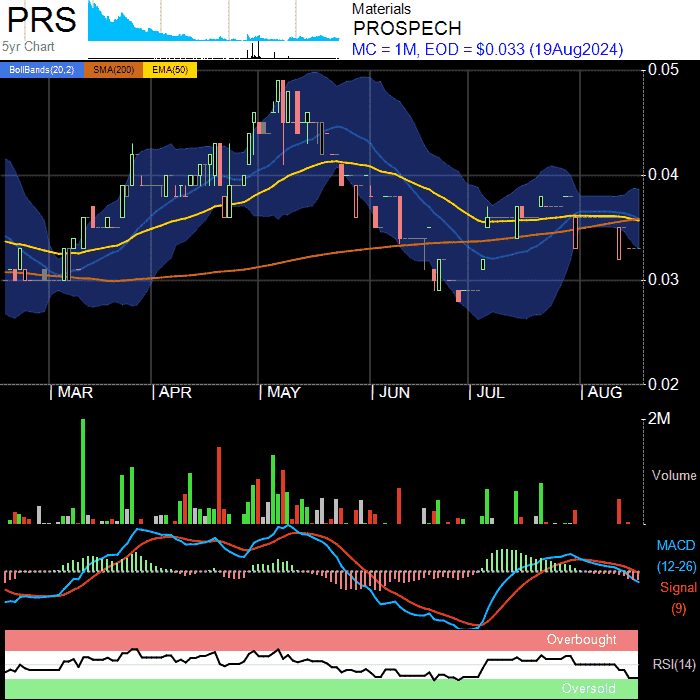 PRS
5yr Chart
Materials
PROSPECH
MC = 1M, EOD = $0.033 (19Aug2024)
BollBands(20,2) SMA(200) EMA(50)
0.05
0.04
0.03
0.02
MAR APR MAY JUN JUL AUG
2M
Volume
MACD
(12-26)
Signal
(9)
Overbought
RSI(14)
Oversold